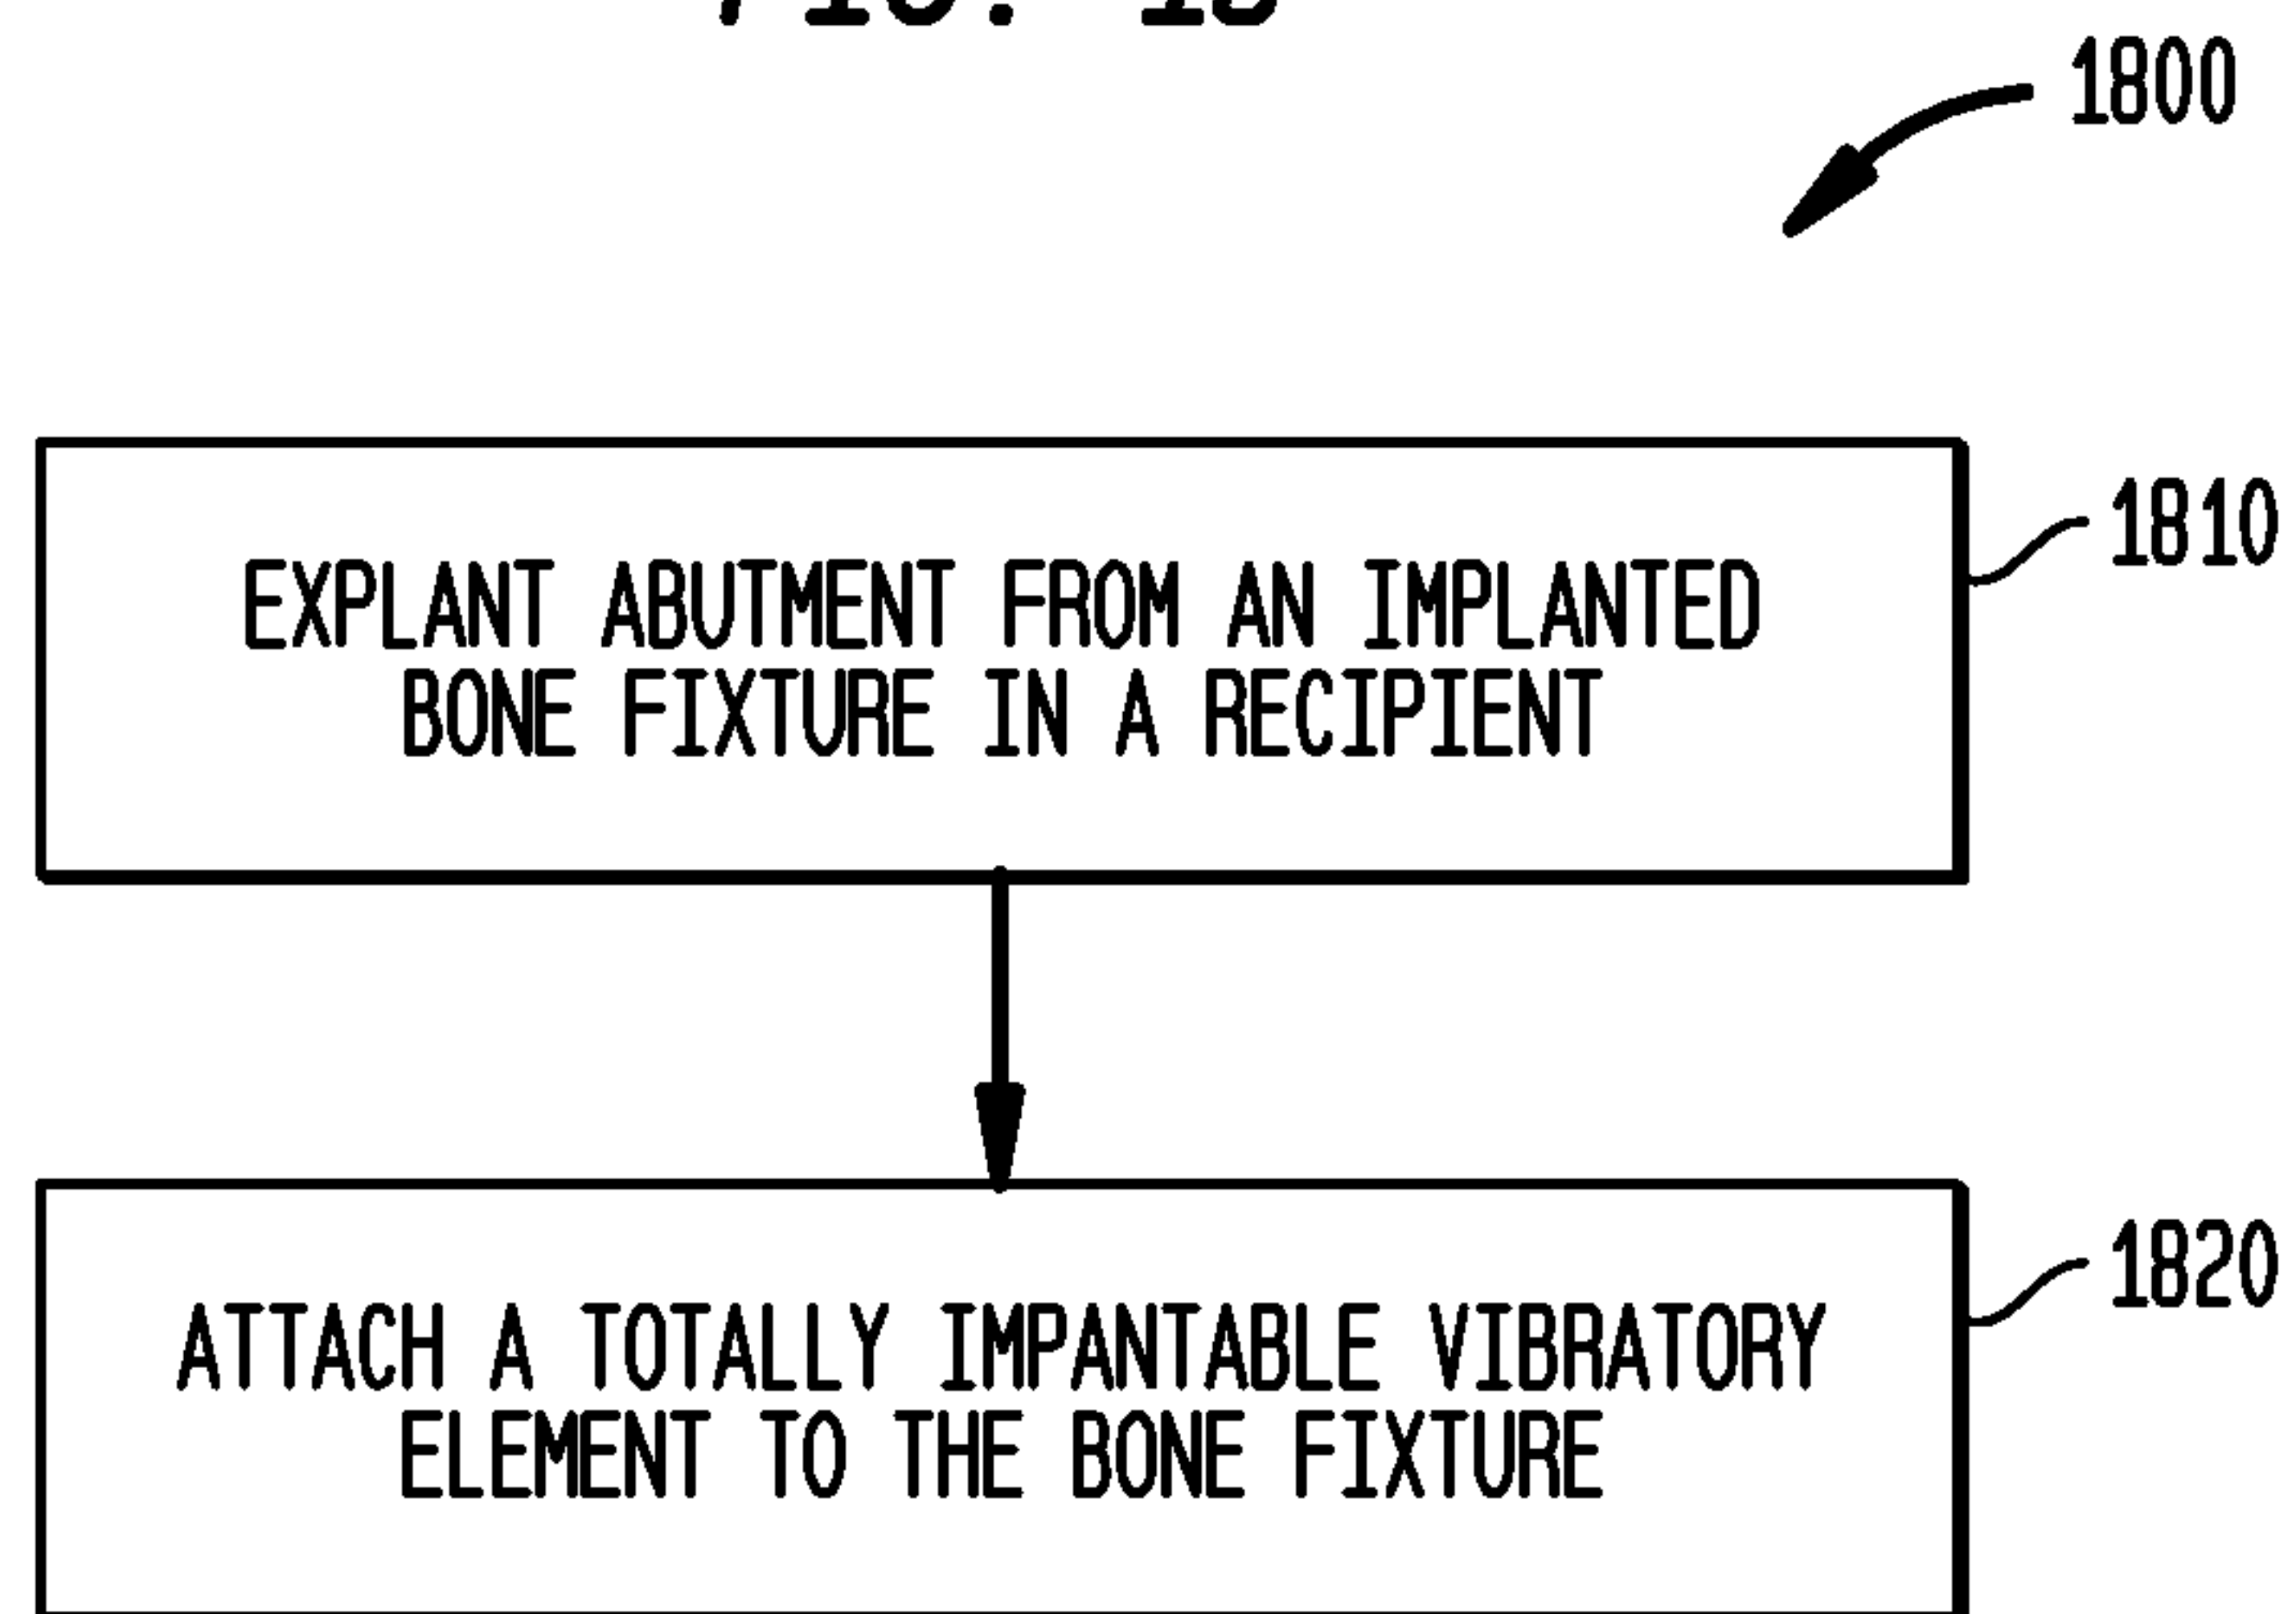 1800
1810
EXPLANT ABUTMENT FROM AN IMPLANTED
BONE FIXTURE IN A RECIPIENT
1820
ATTACH A TOTALLY IMPANTABLE VIBRATORY
ELEMENT TO THE BONE FIXTURE